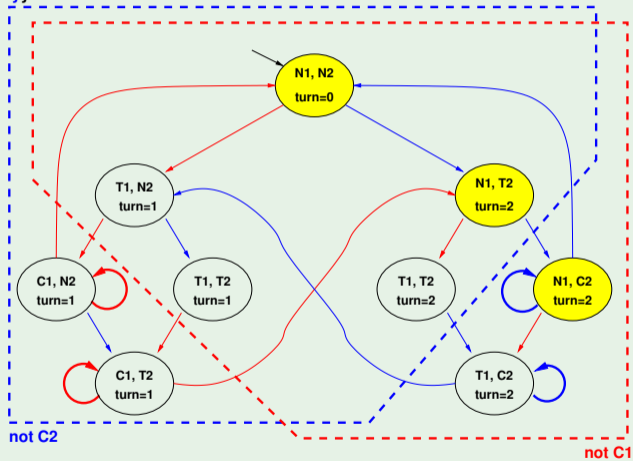 N1, N2
turn=0
T1, N2
turn=1
N1, T2
turn=2
C1, N2
turn=1
T1, T2
turn=1
T1, T2
turn=2
N1, C2
turn=2
C1, T2
turn=1
T1, C2
turn=2
not C2
not C1